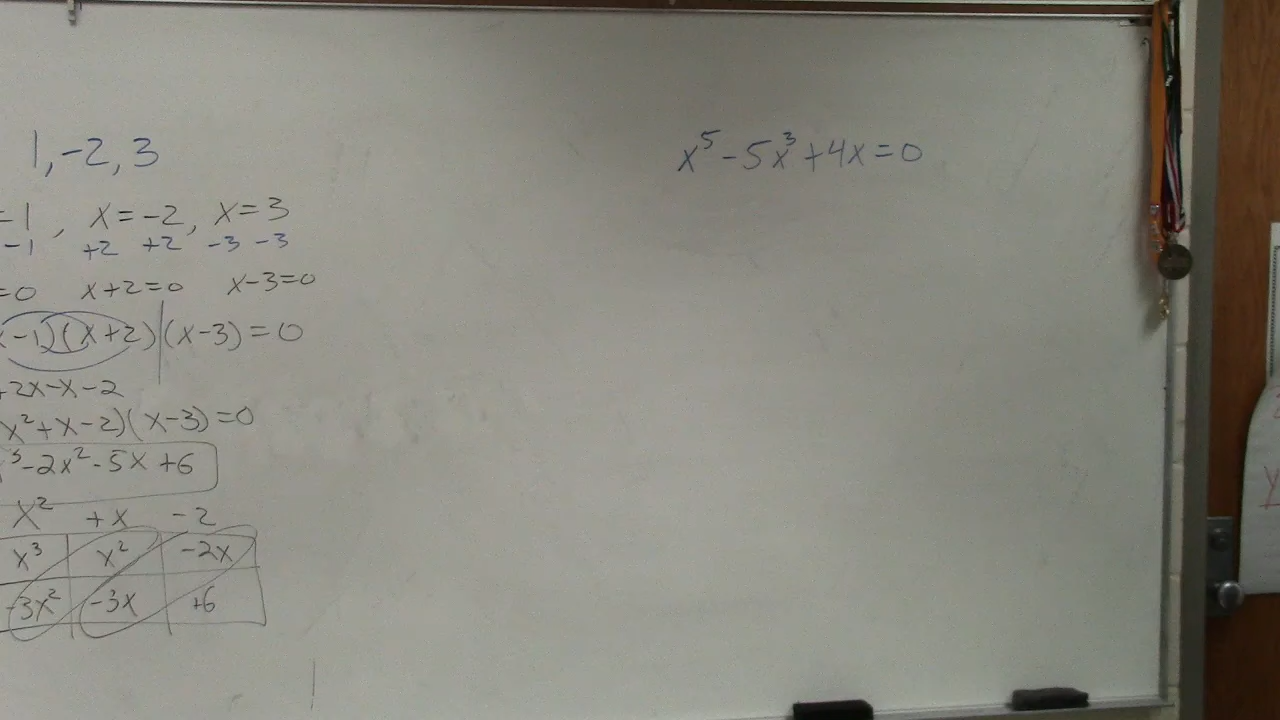 1, -2, 3
=1 , x=-2, x=3
-1 +2 +2 -3 -3
=0 x+2=0 x-3=0
-1)(x+2)(x-3)=0
+2x-x-2
x²+x-2)(x-3)=0
³-2x²-5x+6
x² +x -2
x³ x² -2x
-3x² -3x +6
x⁵-5x³+4x=0